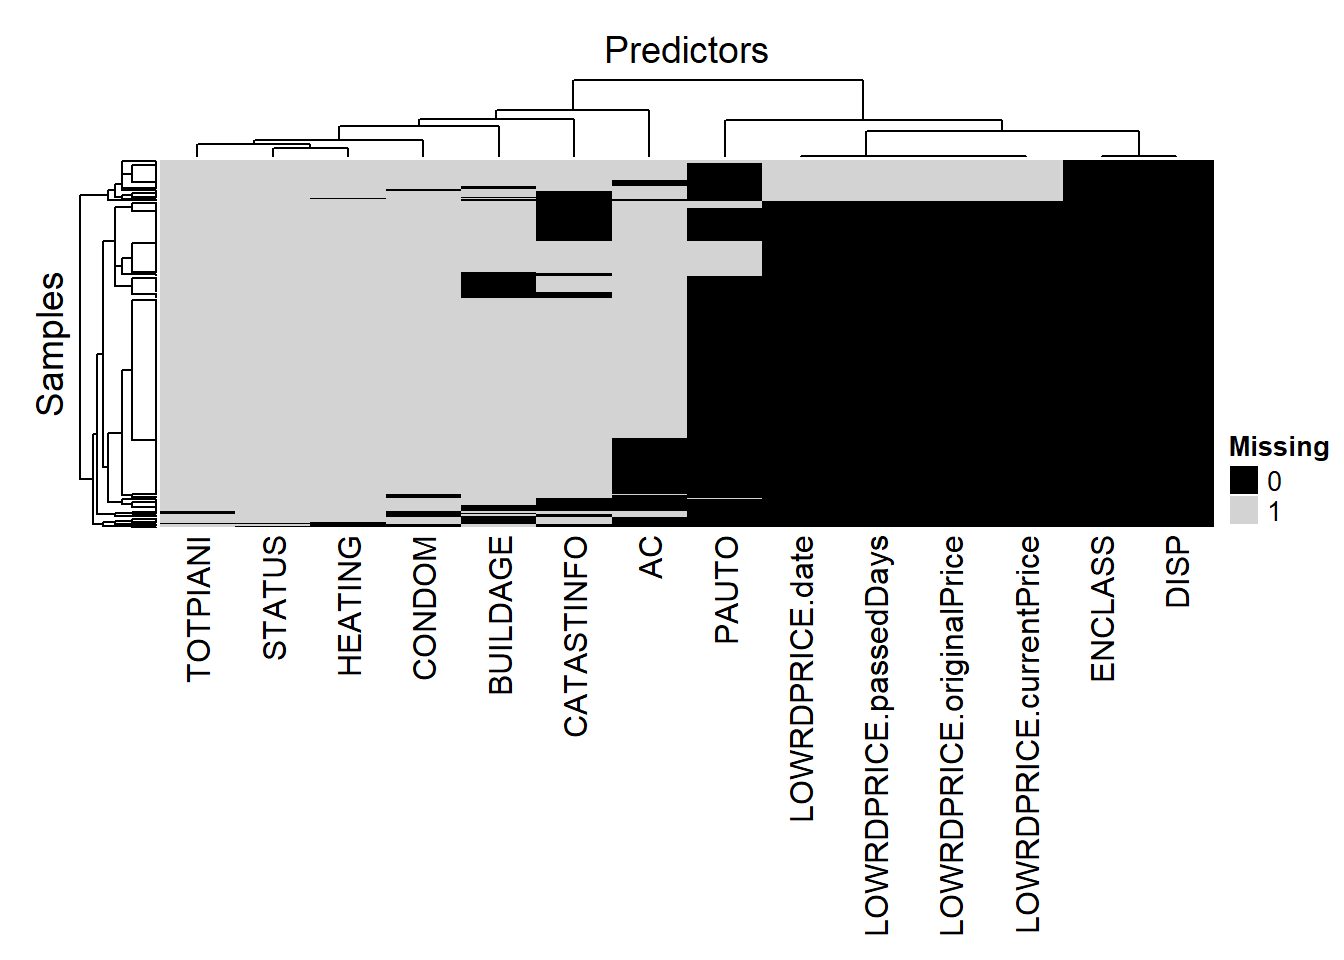 Predictors
Samples
Missing
0
1
TOTPIANI
STATUS
HEATING
CONDOM
BUILDAGE
CATASTINFO
AC
PAUTO
LOWRDPRICE.date
LOWRDPRICE.passedDays
LOWRDPRICE.originalPrice
LOWRDPRICE.currentPrice
ENCLASS
DISP